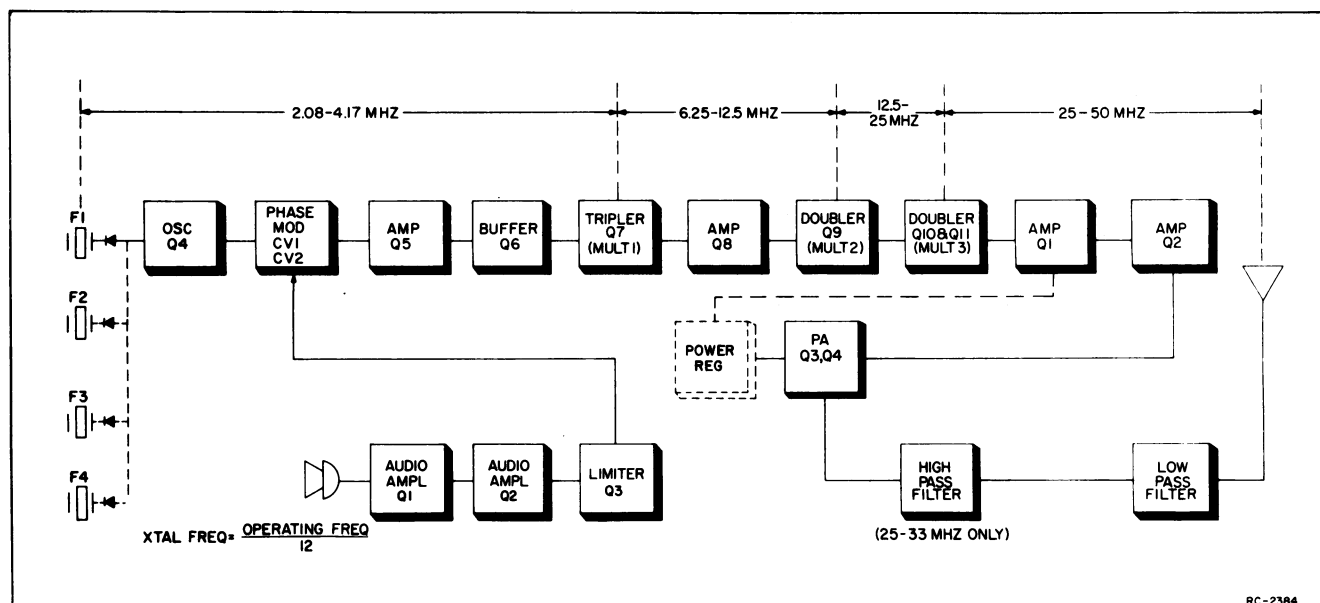 2.08-4.17 MHZ
6.25-12.5 MHZ
12.5-
25 MHZ
25-50 MHZ
F1
OSC
Q4
PHASE
MOD
CV1
CV2
AMP
Q5
BUFFER
Q6
TRIPLER
Q7
(MULT 1)
AMP
Q8
DOUBLER
Q9
(MULT 2)
DOUBLER
Q10&Q11
(MULT 3)
AMP
Q1
AMP
Q2
F2
POWER
REG
PA
Q3,Q4
F3
F4
AUDIO
AMPL
Q1
AUDIO
AMPL
Q2
LIMITER
Q3
HIGH
PASS
FILTER
(25-33 MHZ ONLY)
LOW
PASS
FILTER
XTAL FREQ= OPERATING FREQ
12
RC-2384